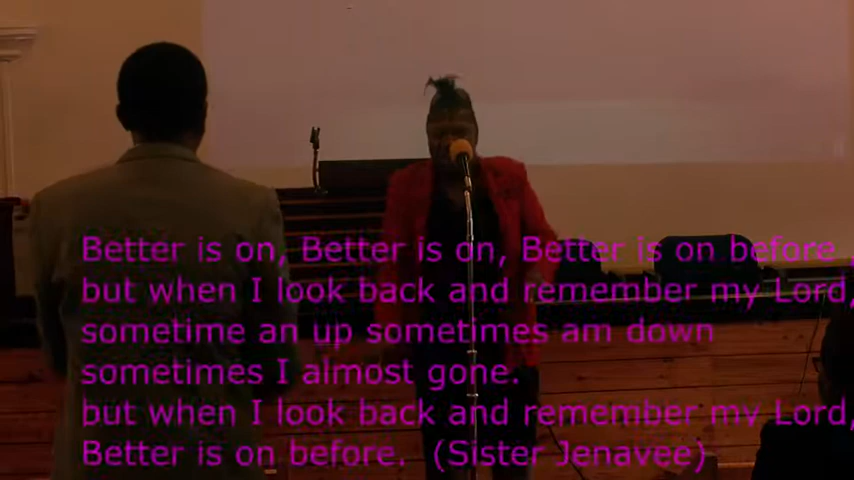 Better is on, Better is on, Better is on before ,
but when I look back and remember my Lord,
sometime an up sometimes am down
sometimes i almost gone.
but when I look back and remember my Lord,
Better is on before. (Sister Jenavee)